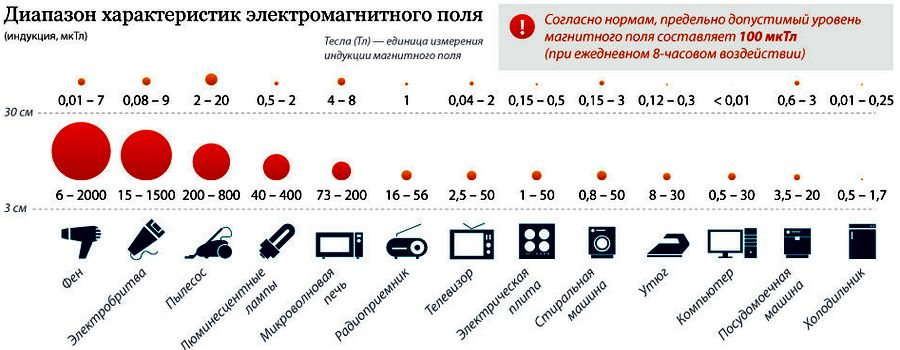 Диапазон характеристик электромагнитного поля
(индукция, мкТл)
Тесла (Тл) — единица измерения
индукции магнитного поля
Согласно нормам, предельно допустимый уровень
магнитного поля составляет 100 мкТл
(при ежедневном 8-часовом воздействии)
0,01 – 7 0,08 – 9 2 – 20 0,5 – 2 4 – 8 1 0,04 – 2 0,15 – 0,5 0,15 – 3 0,12 – 0,3 < 0,01 0,6 – 3 0,01 – 0,25
30 см
6 – 2000 15 – 1500 200 – 800 40 – 400 73 – 200 16 – 56 2,5 – 50 1 – 50 0,8 – 50 8 – 30 0,5 – 30 3,5 – 20 0,5 – 1,7
3 см
Фен
Электробритва
Пылесос
Люминесцентные
лампы
Микроволновая
печь
Радиоприемник
Телевизор
Электрическая
плита
Стиральная
машина
Утюг
Компьютер
Посудомоечная
машина
Холодильник